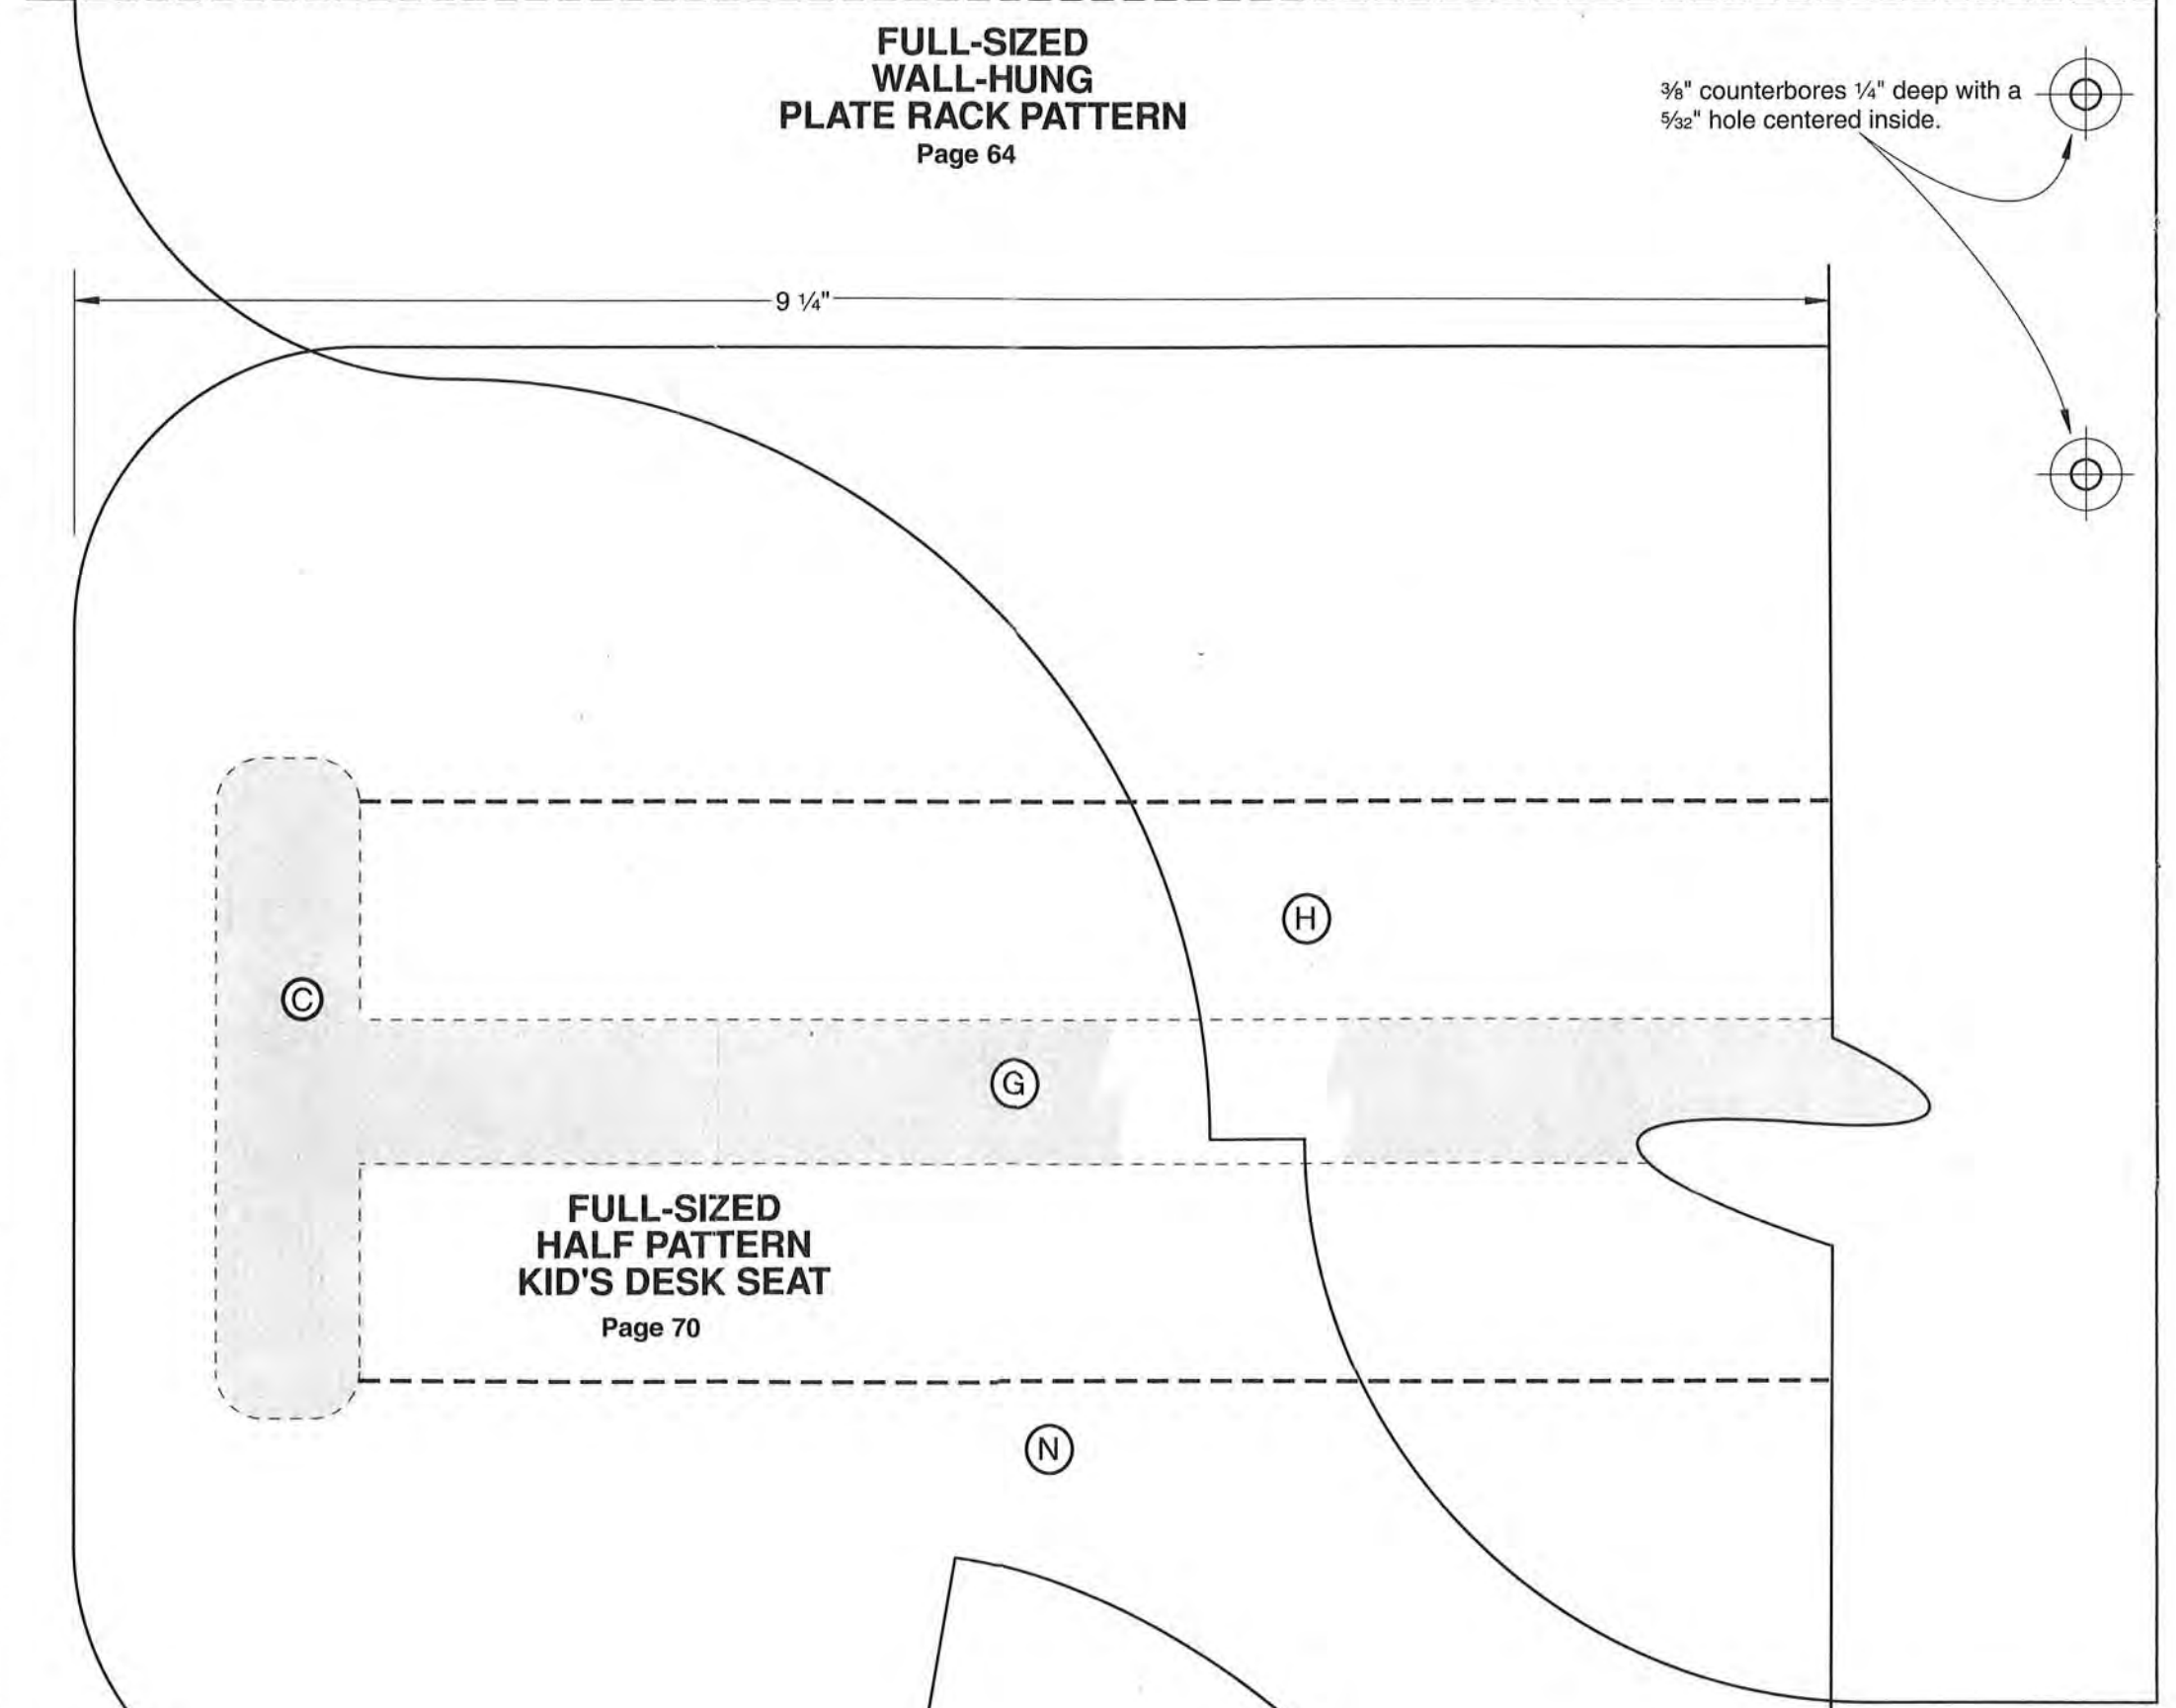 FULL-SIZED
WALL-HUNG
PLATE RACK PATTERN
Page 64
⅜" counterbores ¼" deep with a
5⁄32" hole centered inside.
9 ¼"
H
C
G
FULL-SIZED
HALF PATTERN
KID'S DESK SEAT
Page 70
N